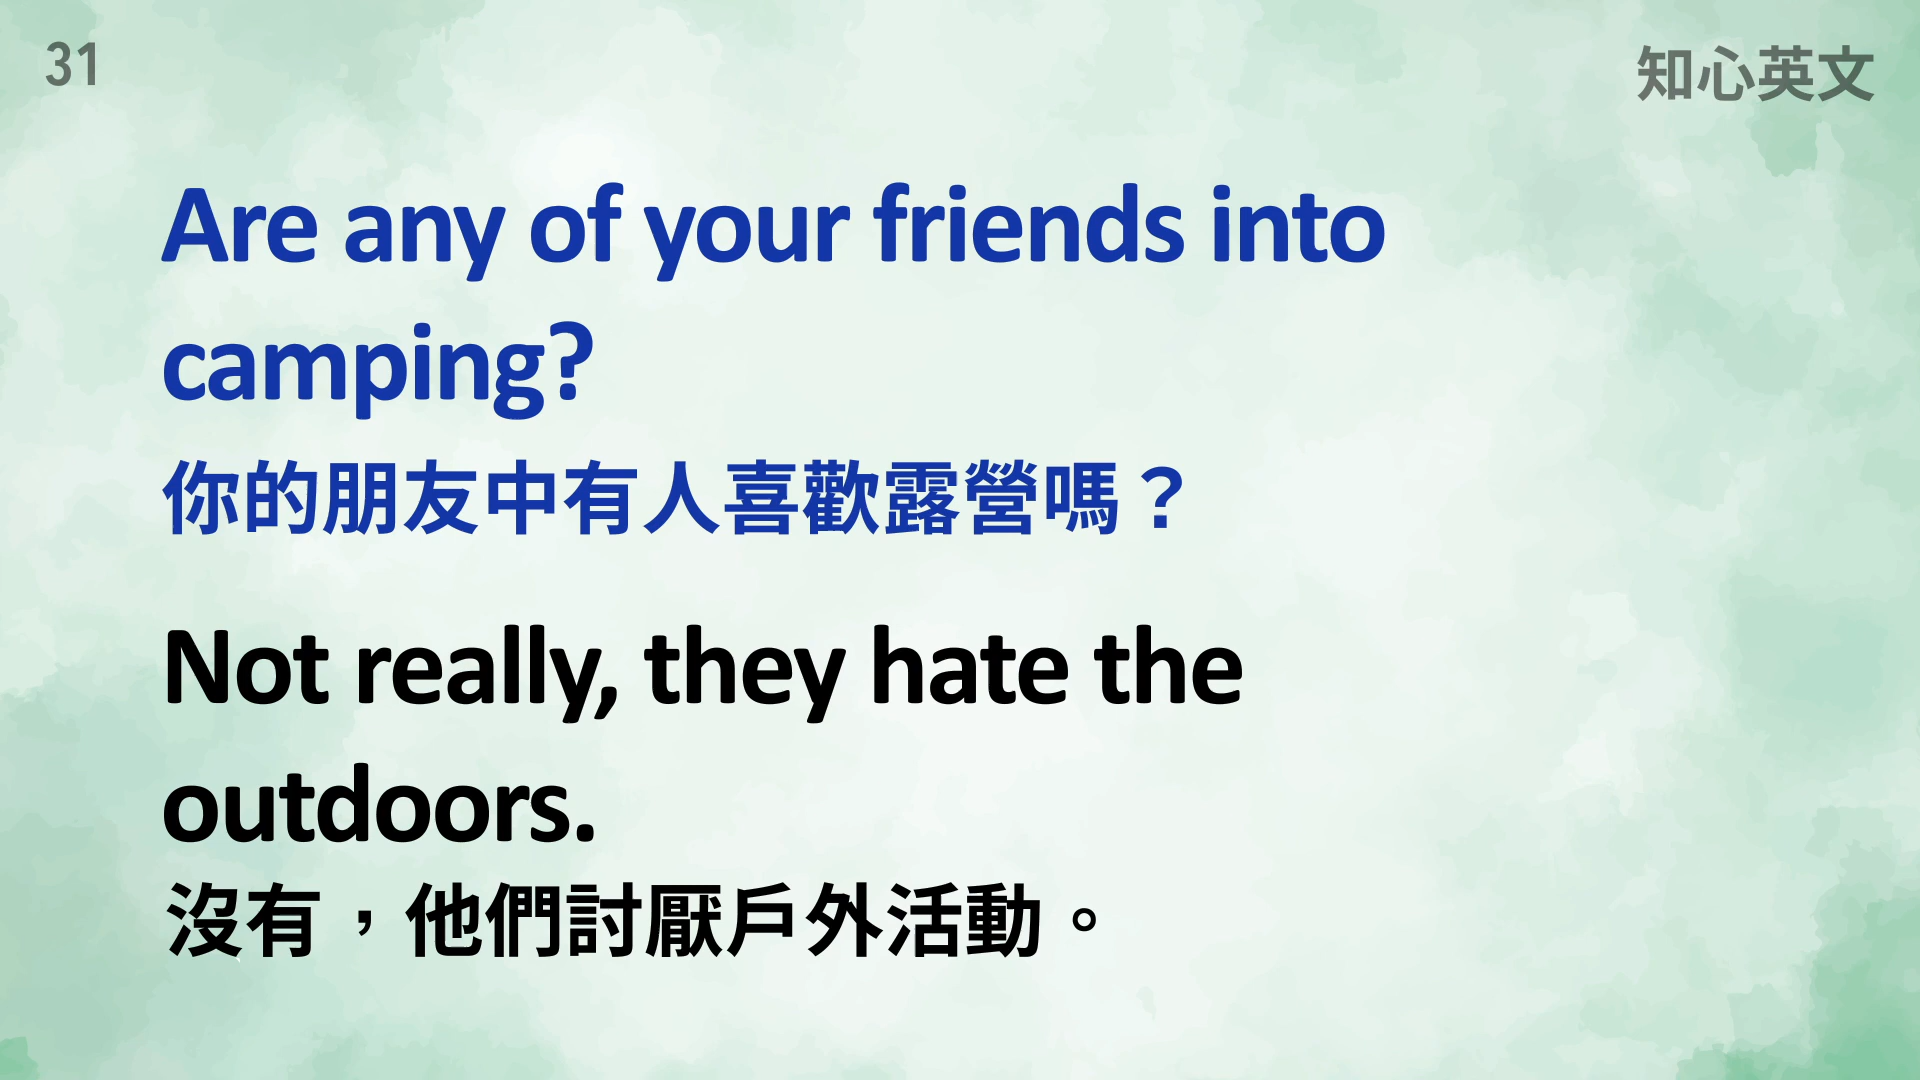 31
知心英文
Are any of your friends into
camping?
你的朋友中有人喜歡露營嗎？
Not really, they hate the
outdoors.
沒有，他們討厭戶外活動。